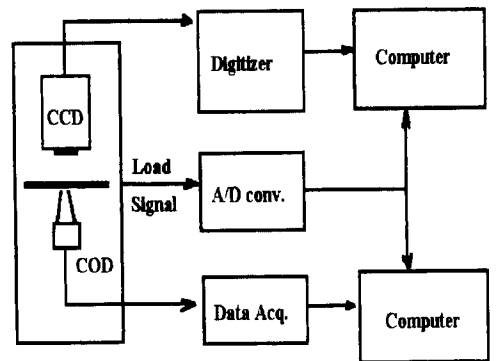 CCD
Digitizer
Computer
Load
Signal
A/D conv.
COD
Data Acq.
Computer